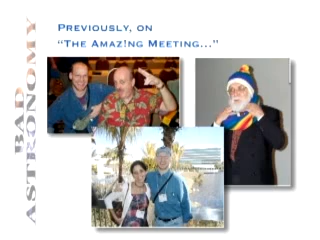 Previously, on
“The Amaz!ng Meeting...”
BAD
ASTRONOMY